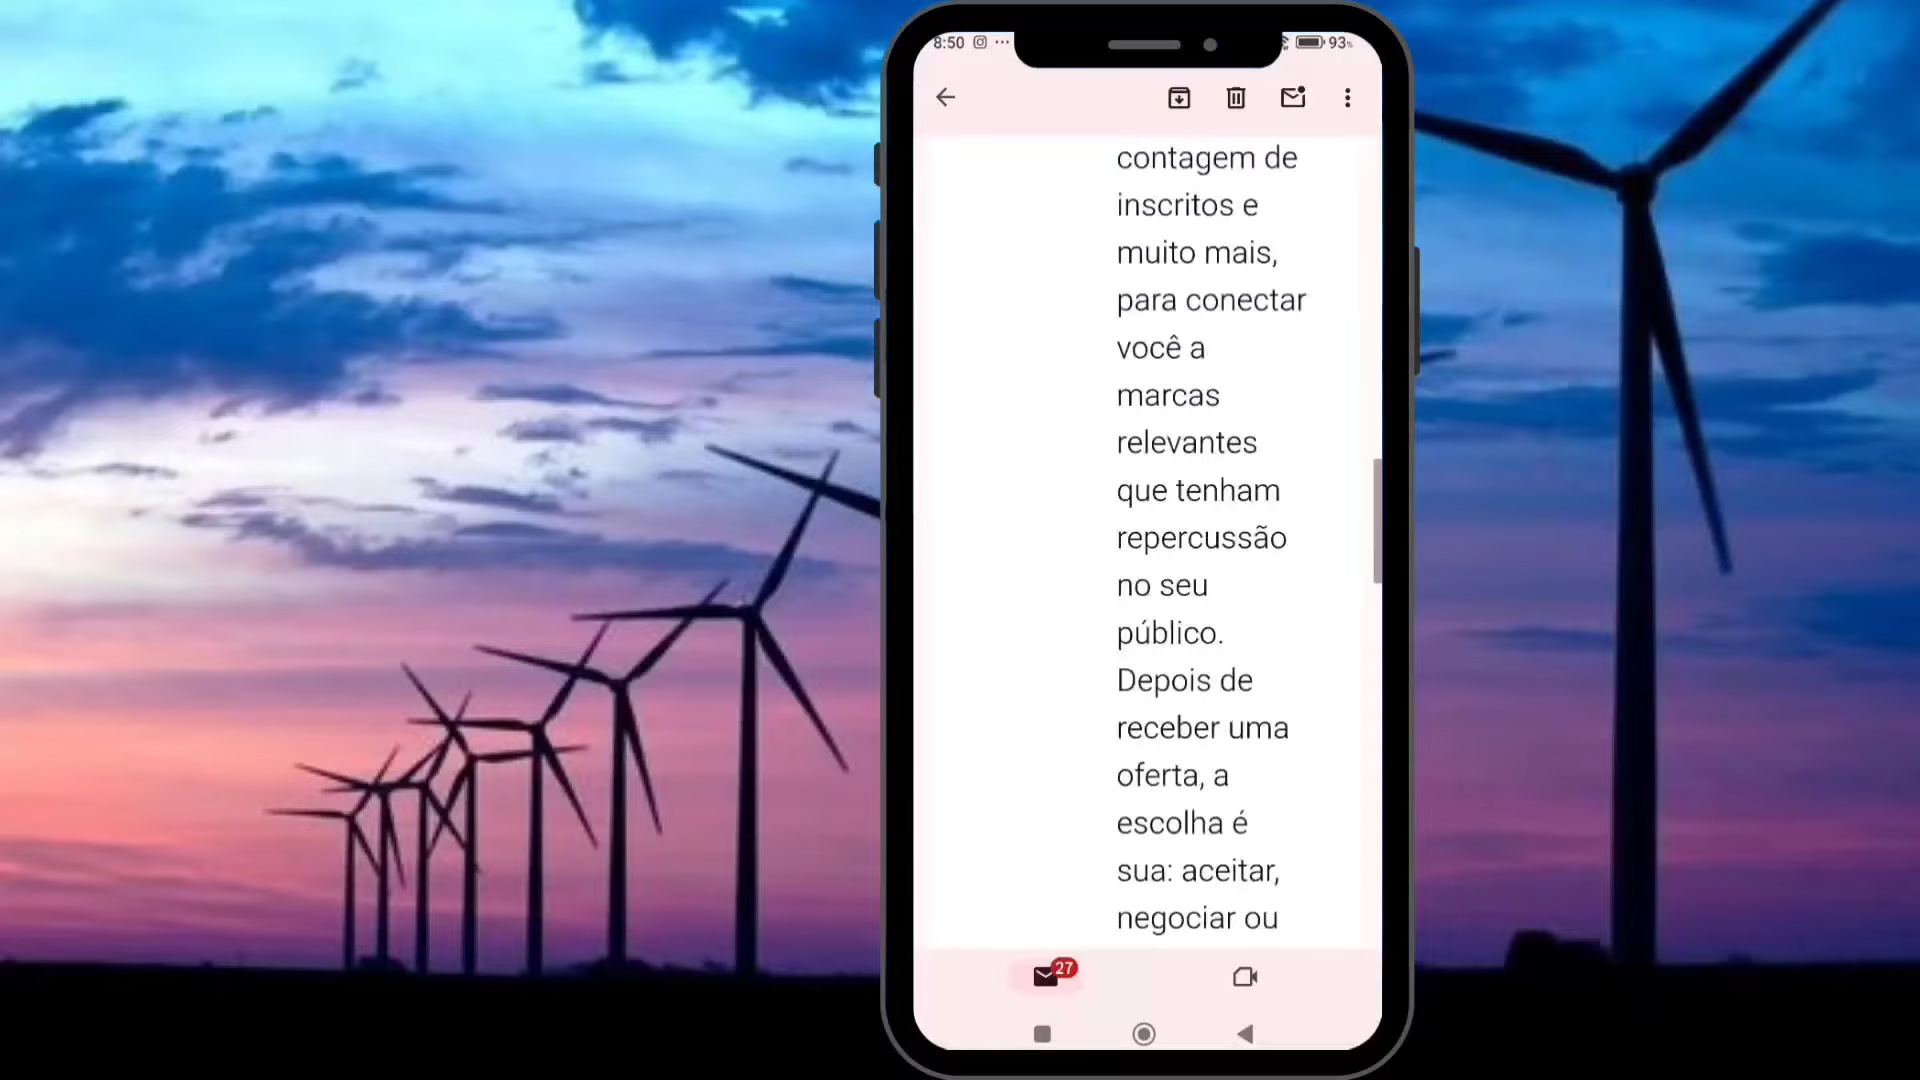 8:50
93%
contagem de
inscritos e
muito mais,
para conectar
você a
marcas
relevantes
que tenham
repercussão
no seu
público.
Depois de
receber uma
oferta, a
escolha é
sua: aceitar,
negociar ou
27